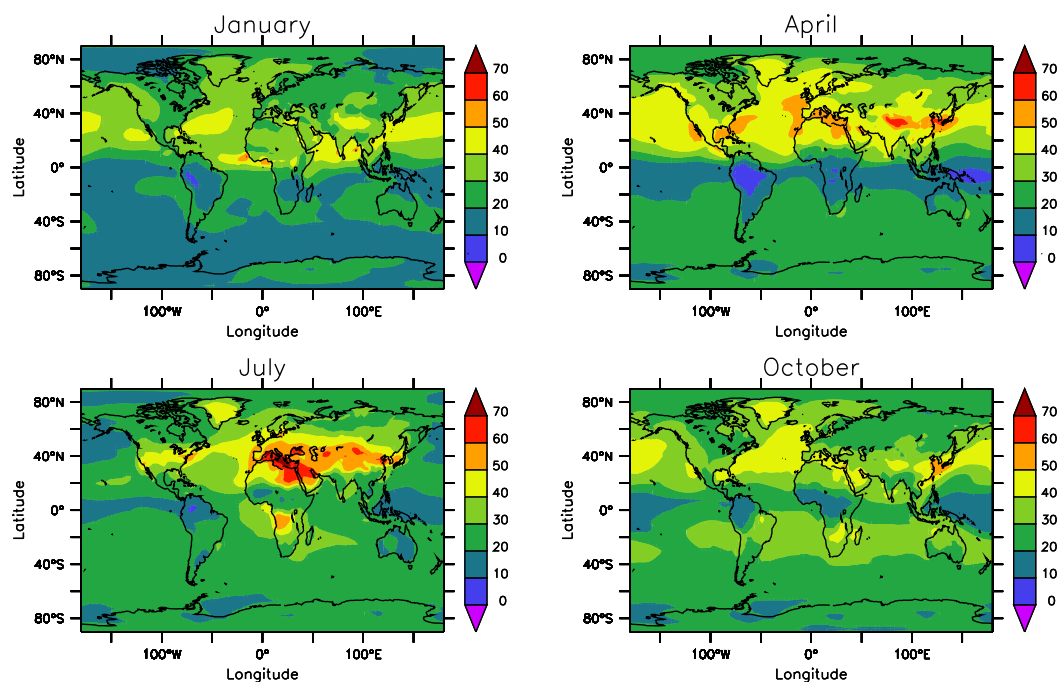 January
80°N
40°N
0°
40°S
80°S
Latitude
100°W
0°
100°E
Longitude
70
60
50
40
30
20
10
0
April
80°N
40°N
0°
40°S
80°S
Latitude
100°W
0°
100°E
Longitude
70
60
50
40
30
20
10
0
July
80°N
40°N
0°
40°S
80°S
Latitude
100°W
0°
100°E
Longitude
70
60
50
40
30
20
10
0
October
80°N
40°N
0°
40°S
80°S
Latitude
100°W
0°
100°E
Longitude
70
60
50
40
30
20
10
0